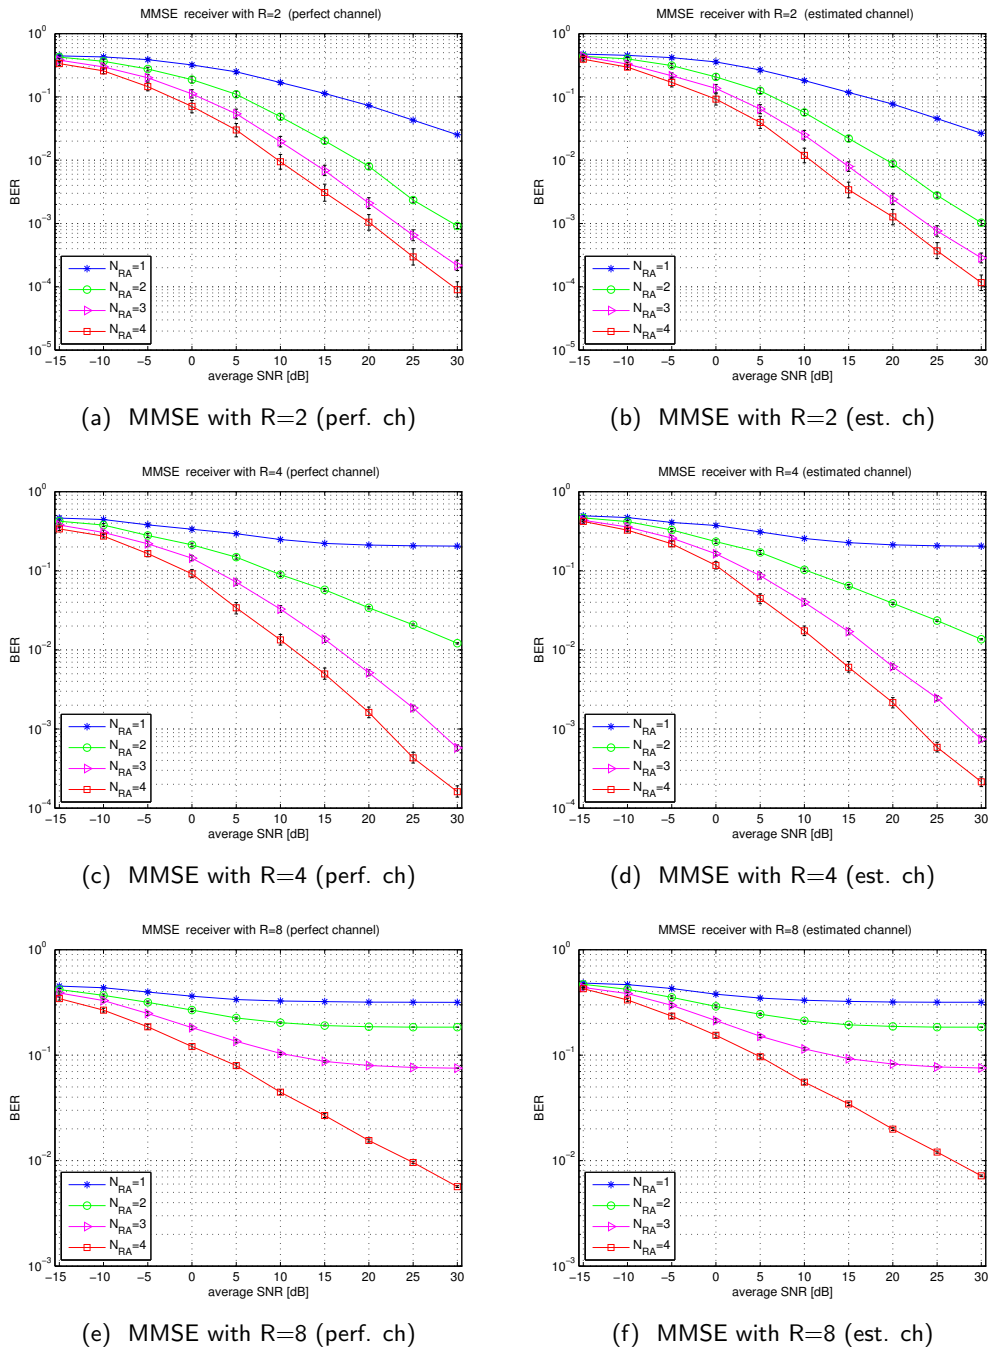 MMSE receiver with R=2 (perfect channel)
10^0
10^-1
10^-2
10^-3
10^-4
10^-5
BER
N_RA=1
N_RA=2
N_RA=3
N_RA=4
−15 −10 −5 0 5 10 15 20 25 30
average SNR [dB]
(a) MMSE with R=2 (perf. ch)
MMSE receiver with R=2 (estimated channel)
10^0
10^-1
10^-2
10^-3
10^-4
10^-5
BER
N_RA=1
N_RA=2
N_RA=3
N_RA=4
−15 −10 −5 0 5 10 15 20 25 30
average SNR [dB]
(b) MMSE with R=2 (est. ch)
MMSE receiver with R=4 (perfect channel)
10^0
10^-1
10^-2
10^-3
10^-4
BER
N_RA=1
N_RA=2
N_RA=3
N_RA=4
−15 −10 −5 0 5 10 15 20 25 30
average SNR [dB]
(c) MMSE with R=4 (perf. ch)
MMSE receiver with R=4 (estimated channel)
10^0
10^-1
10^-2
10^-3
10^-4
BER
N_RA=1
N_RA=2
N_RA=3
N_RA=4
−15 −10 −5 0 5 10 15 20 25 30
average SNR [dB]
(d) MMSE with R=4 (est. ch)
MMSE receiver with R=8 (perfect channel)
10^0
10^-1
10^-2
10^-3
BER
N_RA=1
N_RA=2
N_RA=3
N_RA=4
−15 −10 −5 0 5 10 15 20 25 30
average SNR [dB]
(e) MMSE with R=8 (perf. ch)
MMSE receiver with R=8 (estimated channel)
10^0
10^-1
10^-2
10^-3
BER
N_RA=1
N_RA=2
N_RA=3
N_RA=4
−15 −10 −5 0 5 10 15 20 25 30
average SNR [dB]
(f) MMSE with R=8 (est. ch)